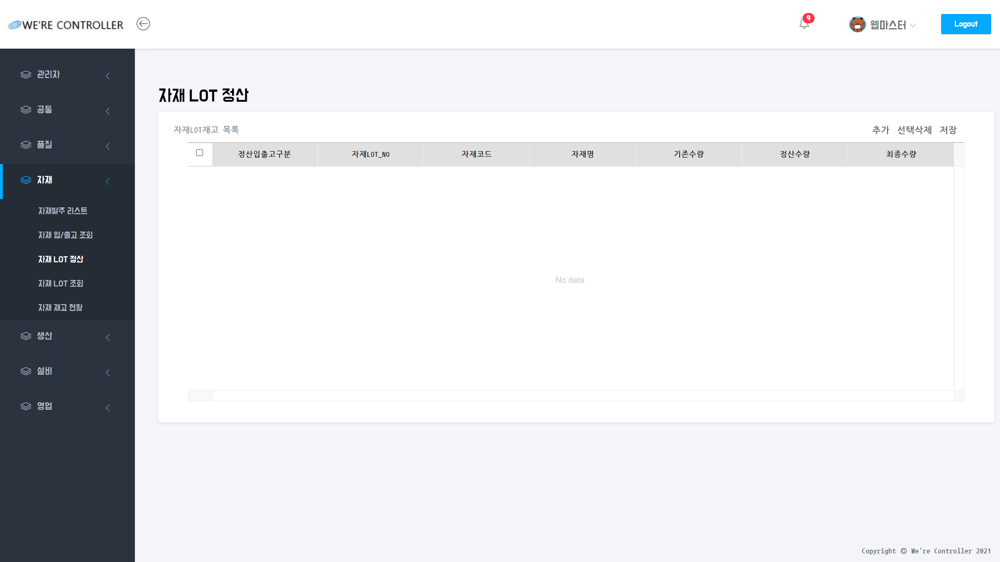 WE'RE CONTROLLER
9
웹마스터
Logout
관리자
공통
품질
자재
자재발주 리스트
자재 입/출고 조회
자재 LOT 정산
자재 LOT 조회
자재 재고 현황
생산
설비
영업
자재 LOT 정산
자재LOT재고 목록
추가 선택삭제 저장
정산입출고구분 자재LOT_NO 자재코드 자재명 기존수량 정산수량 최종수량
No data.
Copyright © We're Controller 2021